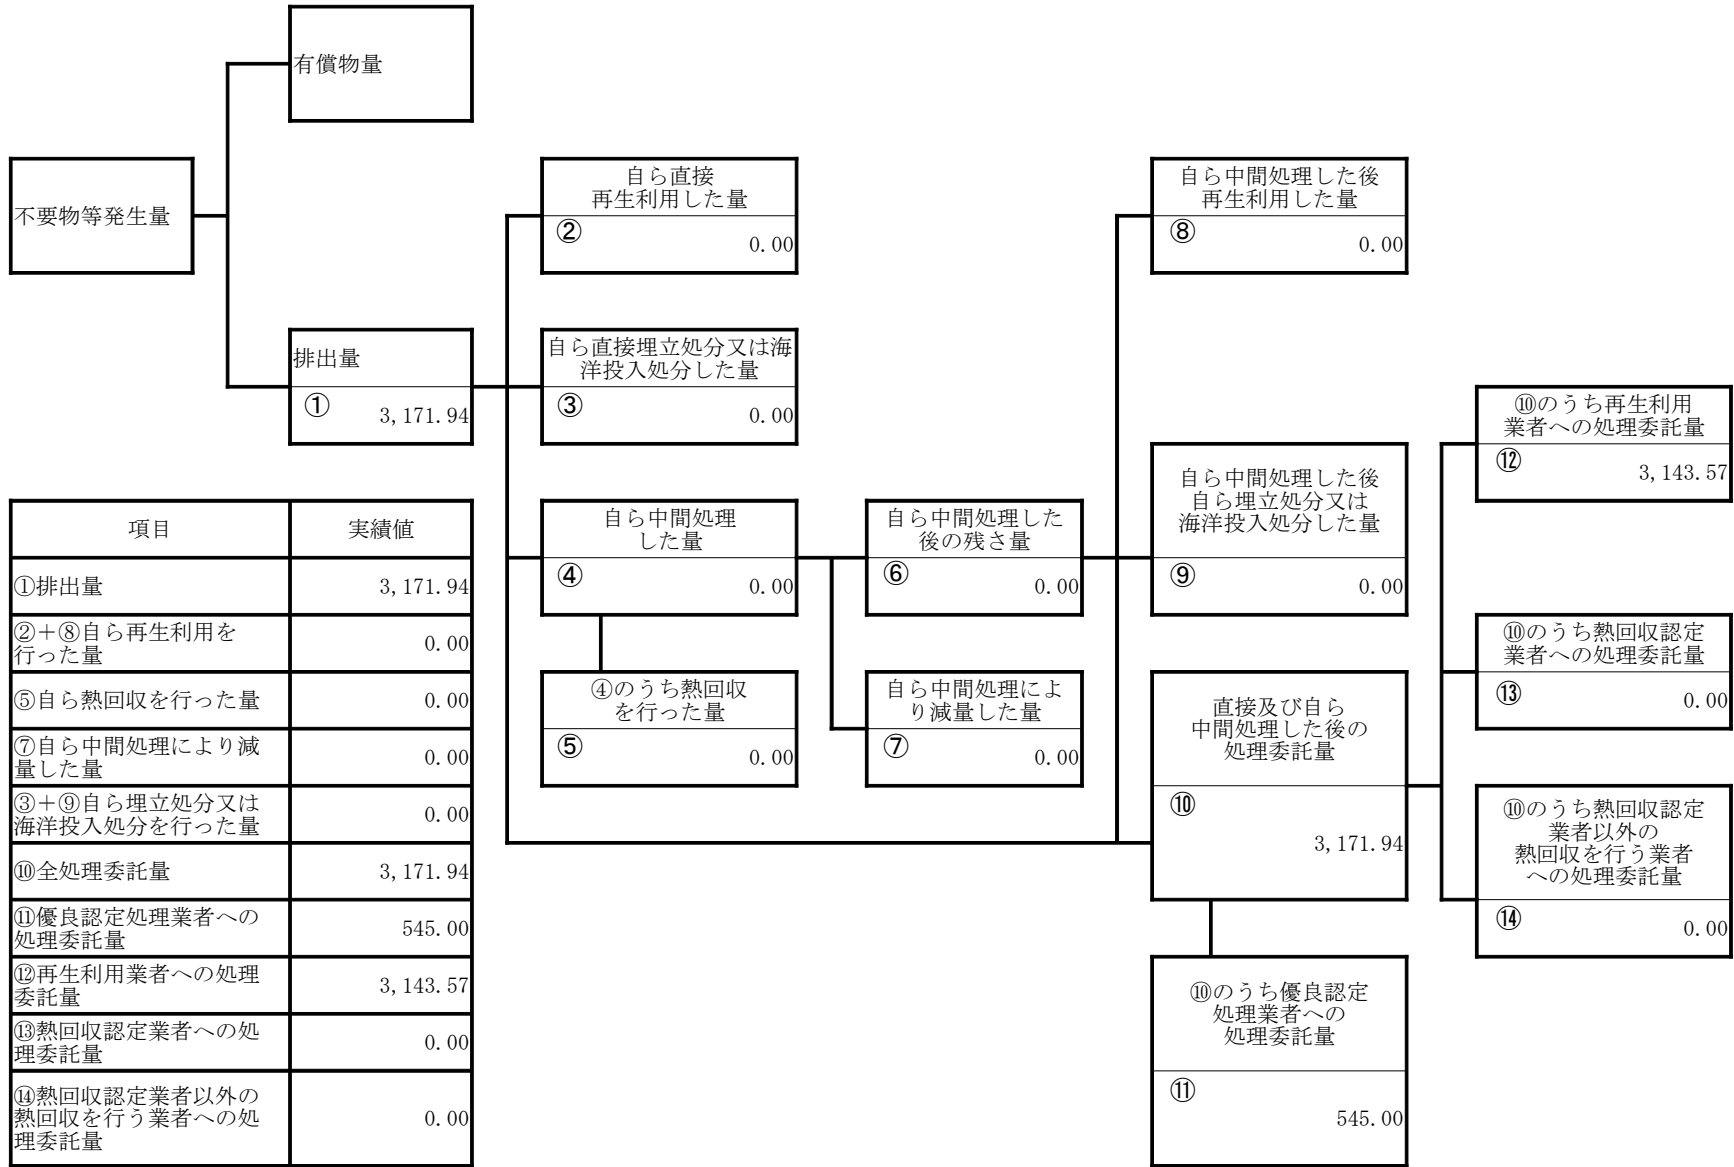 有償物量
不要物等発生量
自ら直接
再生利用した量
②
0.00
自ら中間処理した後
再生利用した量
⑧
0.00
排出量
①
3,171.94
自ら直接埋立処分又は海
洋投入処分した量
③
0.00
⑩のうち再生利用
業者への処理委託量
⑫
3,143.57
自ら中間処理
した量
④
0.00
自ら中間処理した
後の残さ量
⑥
0.00
自ら中間処理した後
自ら埋立処分又は
海洋投入処分した量
⑨
0.00
⑩のうち熱回収認定
業者への処理委託量
⑬
0.00
④のうち熱回収
を行った量
⑤
0.00
自ら中間処理によ
り減量した量
⑦
0.00
直接及び自ら
中間処理した後の
処理委託量
⑩
3,171.94
⑩のうち熱回収認定
業者以外の
熱回収を行う業者
への処理委託量
⑭
0.00
⑩のうち優良認定
処理業者への
処理委託量
⑪
545.00
項目 実績値
①排出量 3,171.94
②＋⑧自ら再生利用を
行った量 0.00
⑤自ら熱回収を行った量 0.00
⑦自ら中間処理により減
量した量 0.00
③＋⑨自ら埋立処分又は
海洋投入処分を行った量 0.00
⑩全処理委託量 3,171.94
⑪優良認定処理業者への
処理委託量 545.00
⑫再生利用業者への処理
委託量 3,143.57
⑬熱回収認定業者への処
理委託量 0.00
⑭熱回収認定業者以外の
熱回収を行う業者への処
理委託量 0.00